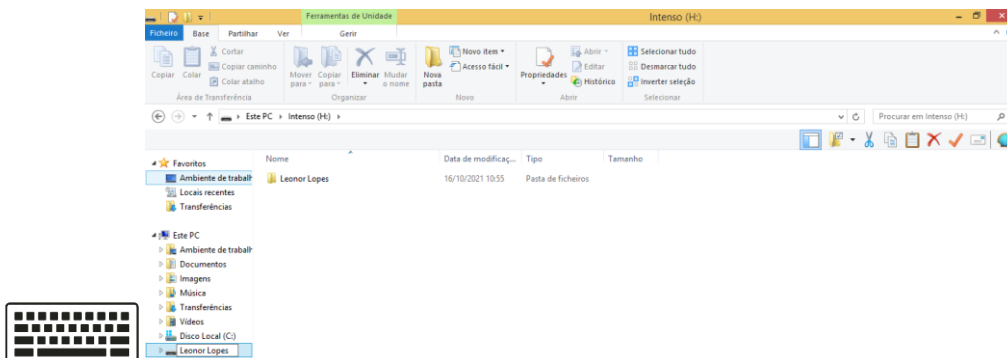 Ferramentas de Unidade
Intenso (H:)
Ficheiro Base Partilhar Ver Gerir
Copiar
Colar
Cortar
Copiar caminho
Colar atalho
Mover para
Copiar para
Eliminar
Mudar o nome
Nova pasta
Novo item
Acesso fácil
Propriedades
Abrir
Editar
Histórico
Selecionar tudo
Desmarcar tudo
Inverter seleção
Área de Transferência Organizar Novo Abrir Selecionar
Este PC Intenso (H:)
Procurar em Intenso (H:)
Nome Data de modificaç... Tipo Tamanho
Leonor Lopes 16/10/2021 10:55 Pasta de ficheiros
Favoritos
Ambiente de trabalh
Locais recentes
Transferências
Este PC
Ambiente de trabalh
Documentos
Imagens
Música
Transferências
Vídeos
Disco Local (C:)
Leonor Lopes